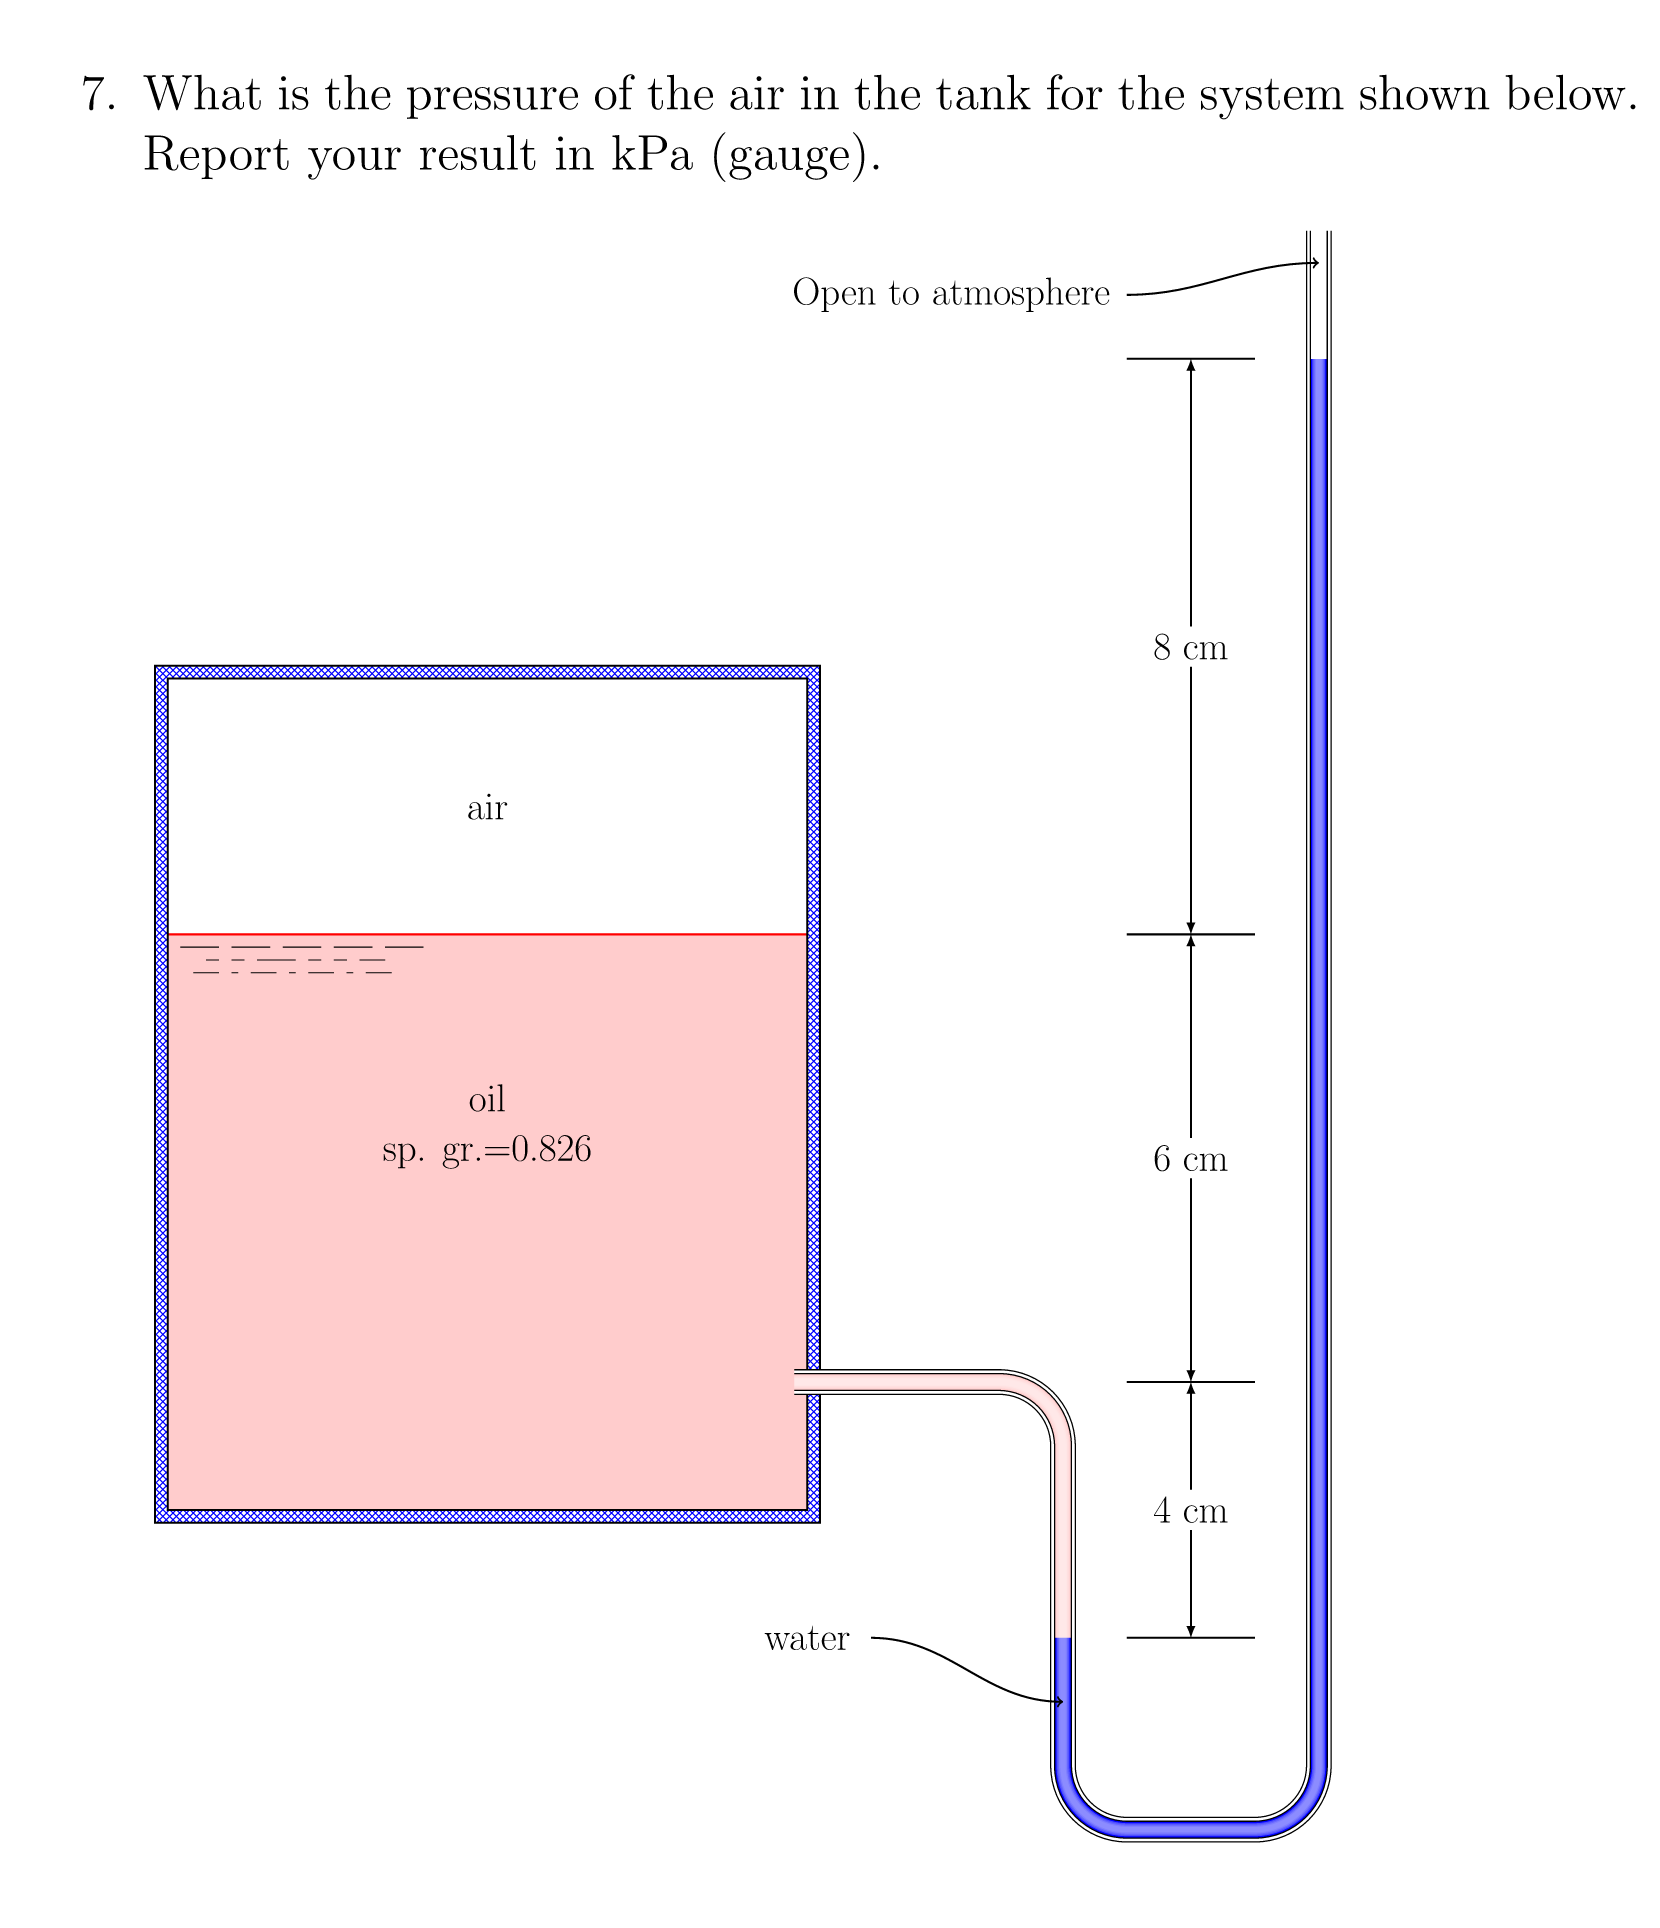 7. What is the pressure of the air in the tank for the system shown below.
Report your result in kPa (gauge).
Open to atmosphere
8 cm
air
oil
sp. gr.=0.826
6 cm
4 cm
water